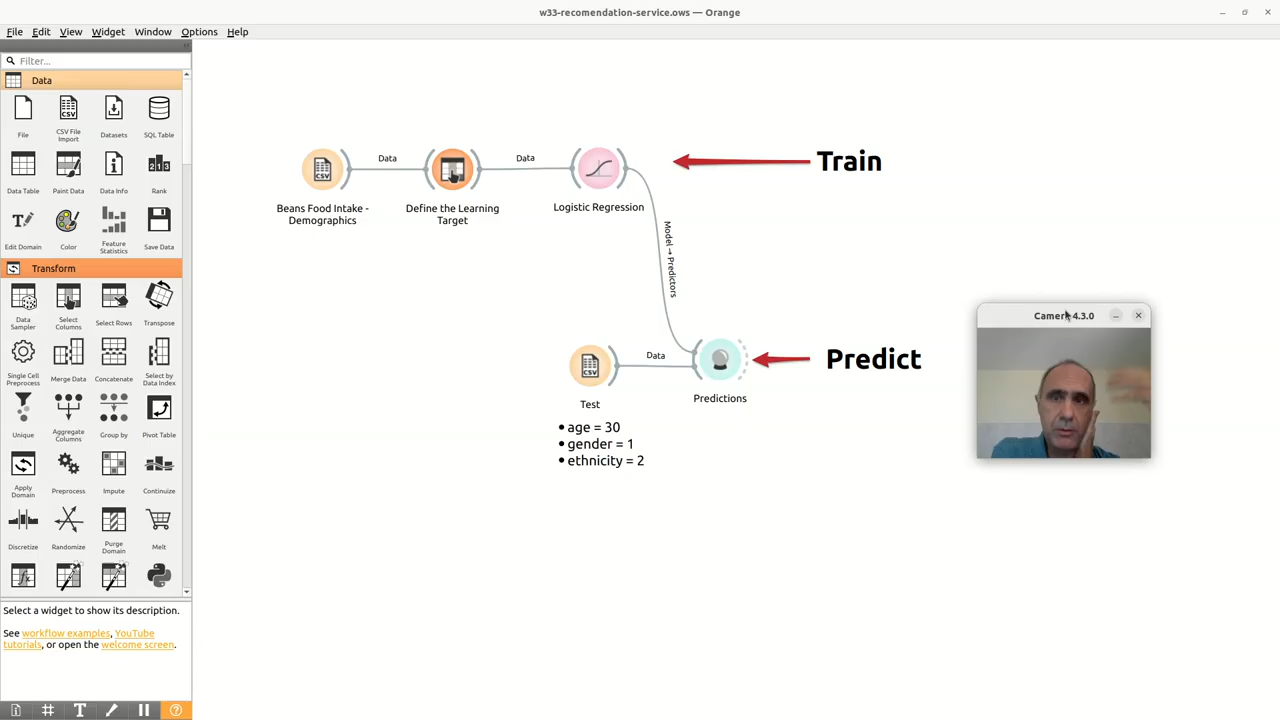 w33-recomendation-service.ows — Orange
File Edit View Widget Window Options Help
Filter...
Data
File
CSV File
Import
Datasets
SQL Table
Data Table
Paint Data
Data Info
Rank
Edit Domain
Color
Feature
Statistics
Save Data
Transform
Data
Sampler
Select
Columns
Select Rows
Transpose
Single Cell
Preprocess
Merge Data
Concatenate
Select by
Data Index
Unique
Aggregate
Columns
Group by
Pivot Table
Apply
Domain
Preprocess
Impute
Continuize
Discretize
Randomize
Purge
Domain
Melt
Select a widget to show its description.
See workflow examples, YouTube
tutorials, or open the welcome screen.
Data
Data
Train
Beans Food Intake -
Demographics
Define the Learning
Target
Logistic Regression
Model → Predictors
Data
Predict
Test
Predictions
• age = 30
• gender = 1
• ethnicity = 2